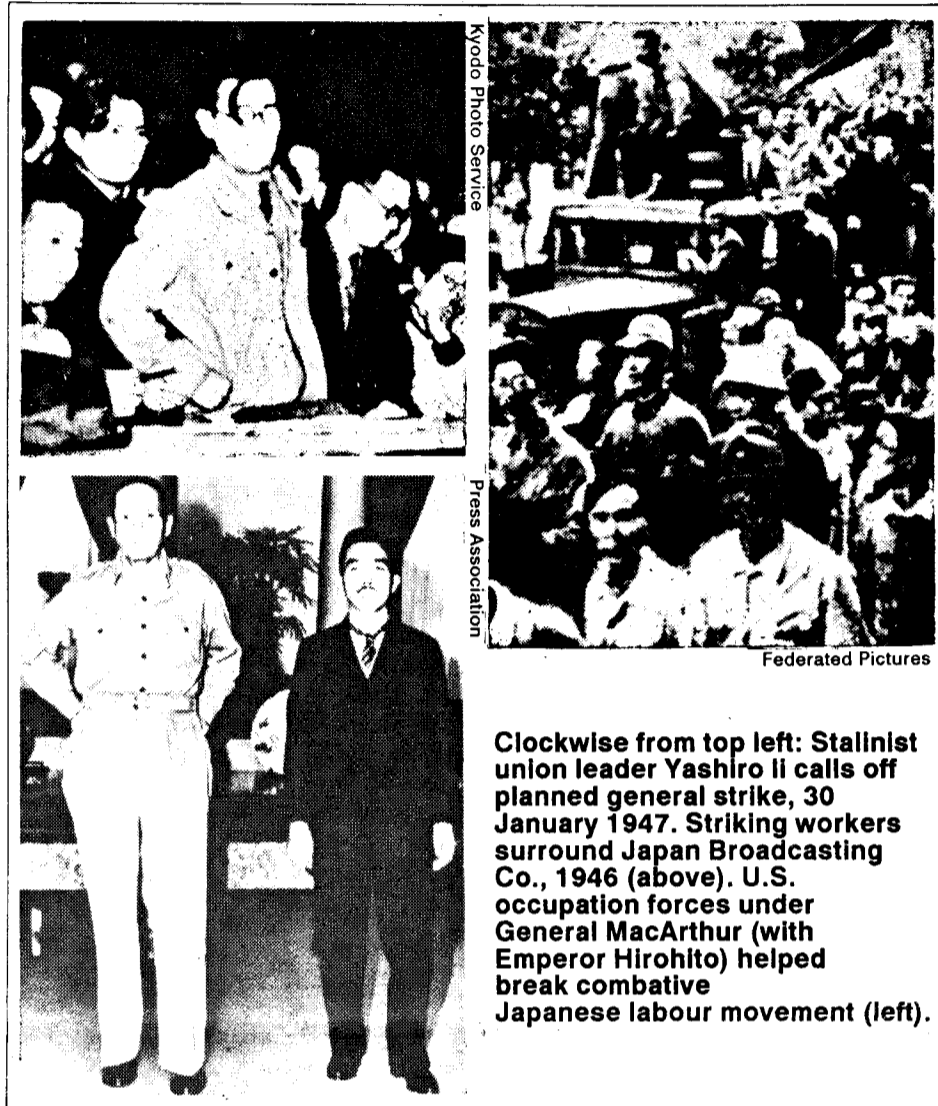 Kyodo Photo Service
Press Association
Federated Pictures
Clockwise from top left: Stalinist
union leader Yashiro Ii calls off
planned general strike, 30
January 1947. Striking workers
surround Japan Broadcasting
Co., 1946 (above). U.S.
occupation forces under
General MacArthur (with
Emperor Hirohito) helped
break combative
Japanese labour movement (left).